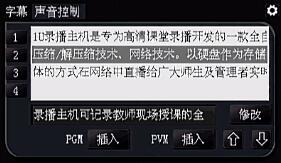 字幕 声音控制
1 10录播主机是专为高清课堂录播开发的一款全自
2 压缩/解压缩技术、网络技术。以硬盘作为存储
3 体的方式在网络中直播给广大师生及管理者实时
4
录播主机可记录教师现场授课的全 修改
PGM 插入 PVM 插入